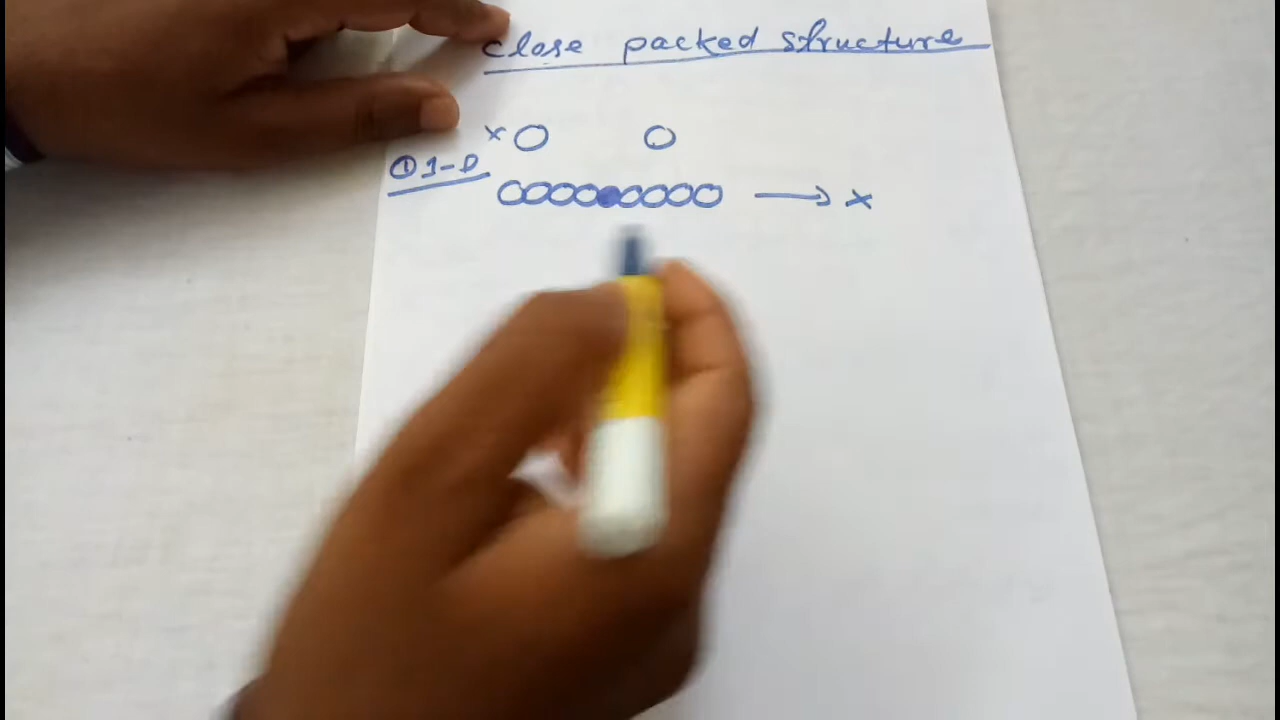 close packed structure
x
① 1-D
x